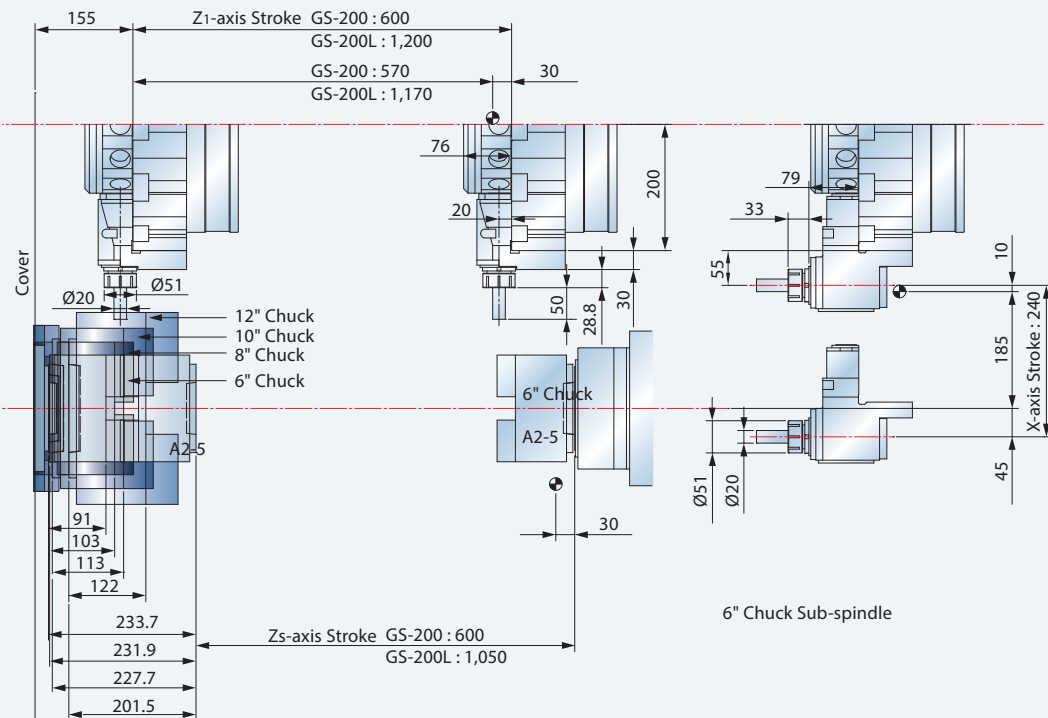 155
Z1-axis Stroke GS-200 : 600
GS-200L : 1,200
GS-200 : 570
GS-200L : 1,170
30
76
20
200
79
33
10
55
Cover
Ø51
Ø20
50
28.8
30
12" Chuck
10" Chuck
8" Chuck
6" Chuck
A2-5
6" Chuck
A2-5
185
X-axis Stroke : 240
45
Ø51
Ø20
91
103
113
122
30
233.7
231.9
227.7
201.5
Zs-axis Stroke GS-200 : 600
GS-200L : 1,050
6" Chuck Sub-spindle